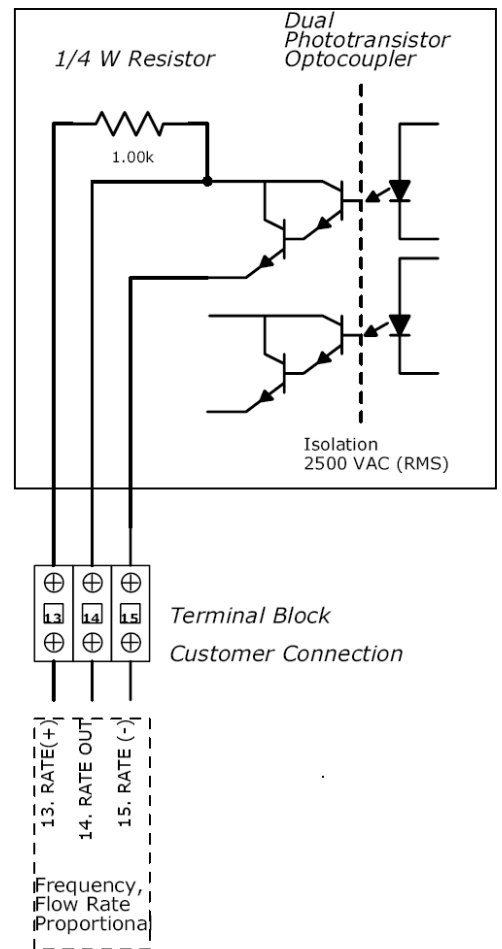 Dual
Phototransistor
Optocoupler
1/4 W Resistor
1.00k
Isolation
2500 VAC (RMS)
13 14 15
Terminal Block
Customer Connection
13. RATE(+)
14. RATE OUT
15. RATE (-)
Frequency,
Flow Rate
Proportional